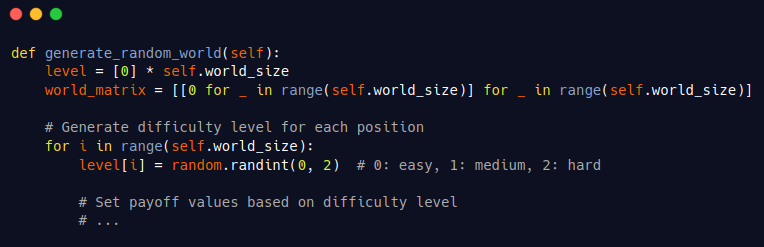 def generate_random_world(self):
    level = [0] * self.world_size
    world_matrix = [[0 for _ in range(self.world_size)] for _ in range(self.world_size)]

    # Generate difficulty level for each position
    for i in range(self.world_size):
        level[i] = random.randint(0, 2)  # 0: easy, 1: medium, 2: hard

        # Set payoff values based on difficulty level
        # ...